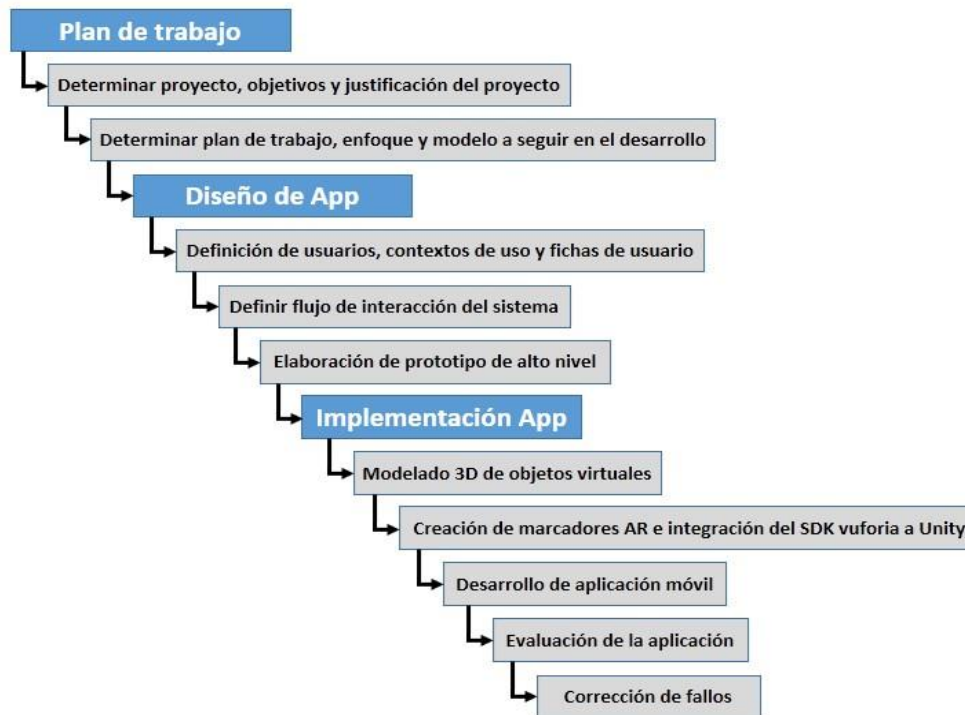 Plan de trabajo
Determinar proyecto, objetivos y justificación del proyecto
Determinar plan de trabajo, enfoque y modelo a seguir en el desarrollo
Diseño de App
Definición de usuarios, contextos de uso y fichas de usuario
Definir flujo de interacción del sistema
Elaboración de prototipo de alto nivel
Implementación App
Modelado 3D de objetos virtuales
Creación de marcadores AR e integración del SDK vuforia a Unity
Desarrollo de aplicación móvil
Evaluación de la aplicación
Corrección de fallos